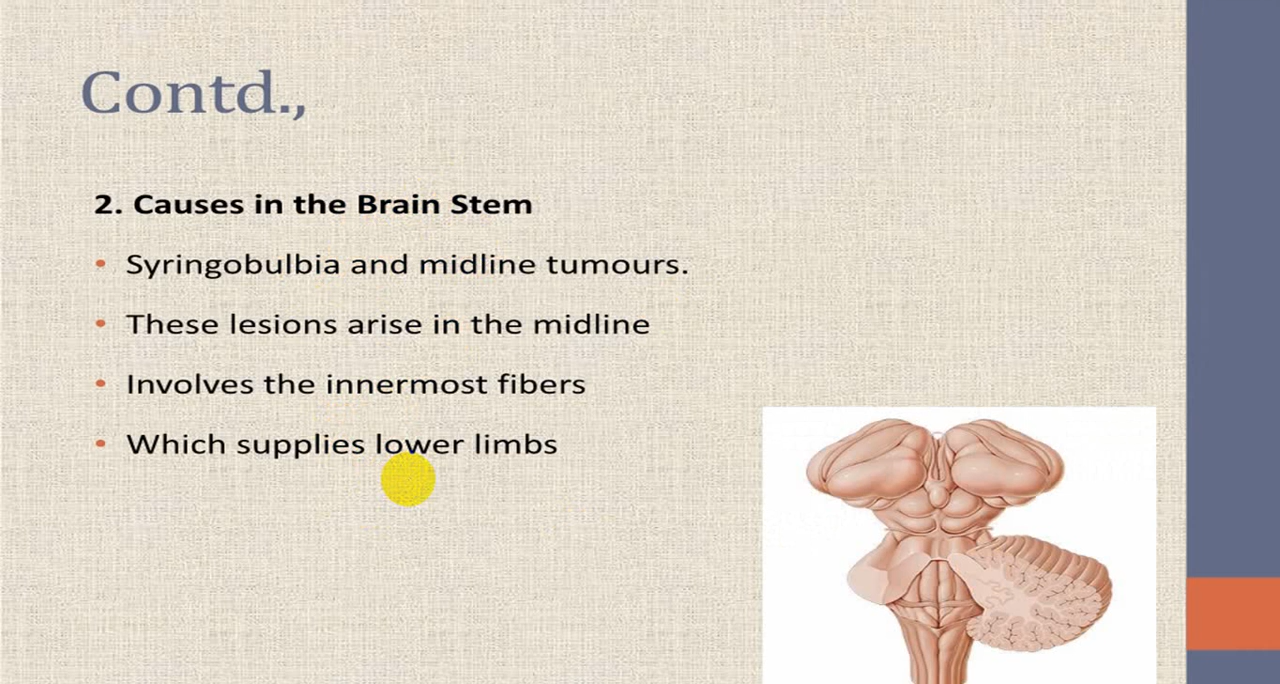 Contd.,
2. Causes in the Brain Stem
• Syringobulbia and midline tumours.
• These lesions arise in the midline
• Involves the innermost fibers
• Which supplies lower limbs